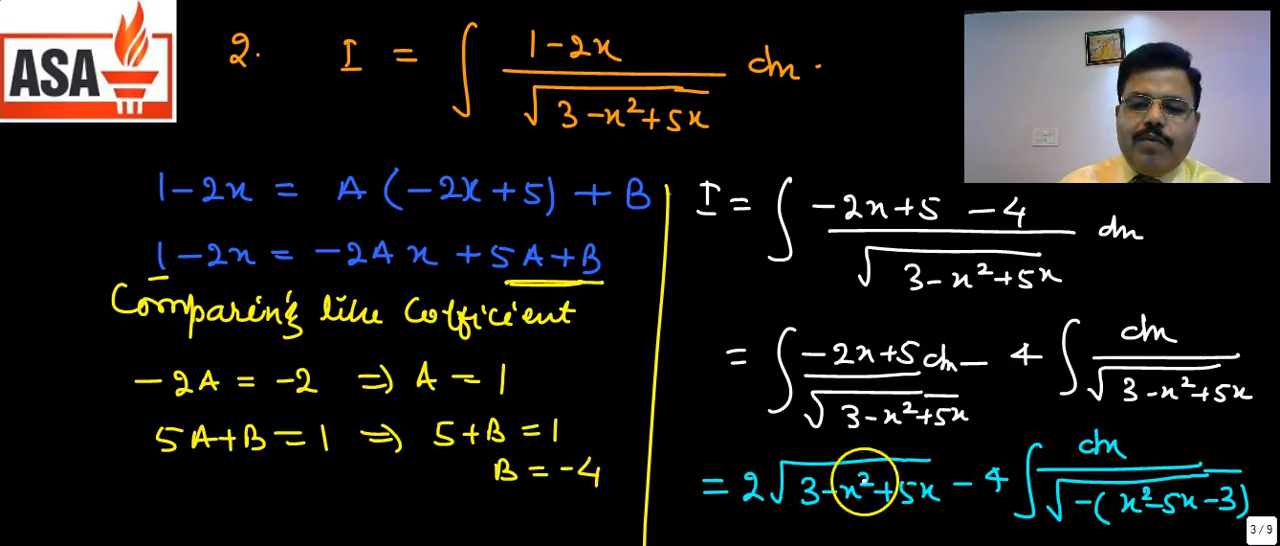 ASA
2. I = ∫ (1-2x)/√(3-x²+5x) dx.
1-2x = A(-2x+5) + B
1-2x = -2Ax + 5A+B
Comparing like Cofficient
-2A = -2 ⇒ A = 1
5A+B = 1 ⇒ 5+B = 1
B = -4
I = ∫ (-2x+5 -4)/√(3-x²+5x) dx
= ∫ (-2x+5)/√(3-x²+5x) dx - 4 ∫ dx/√(3-x²+5x)
= 2√(3-x²+5x) - 4 ∫ dx/√(-(x²-5x-3))
3/9